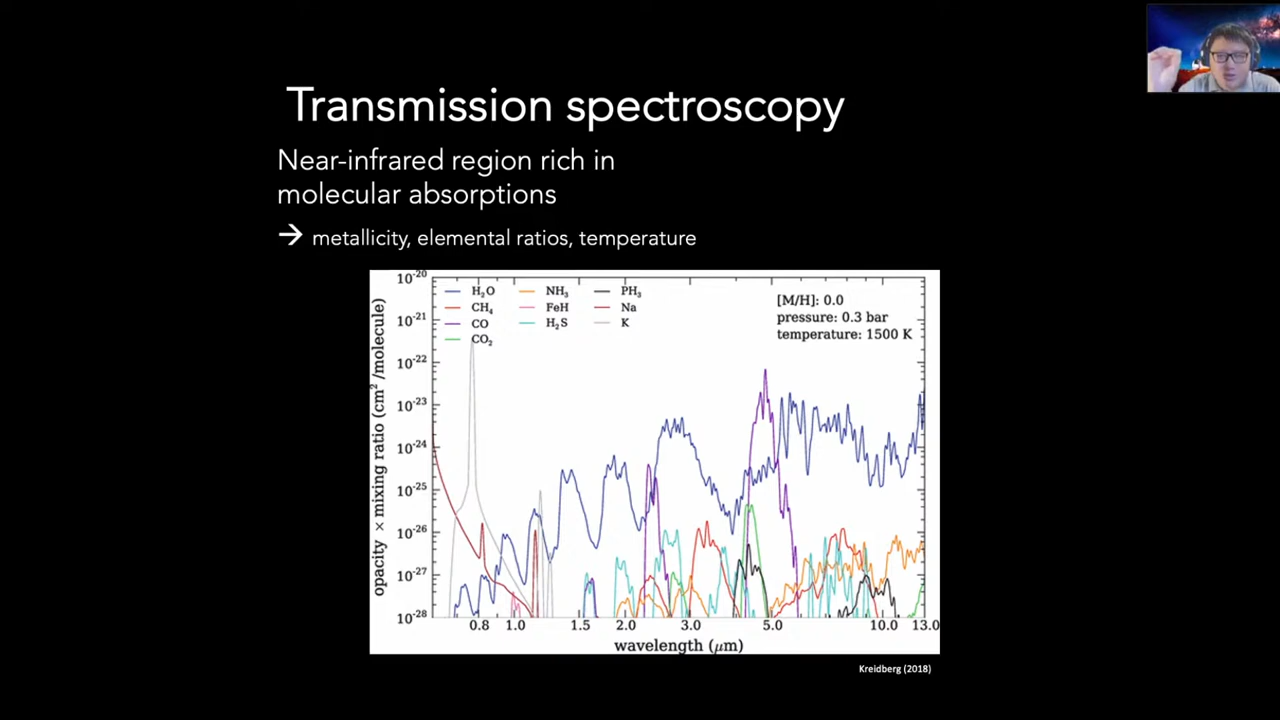 Transmission spectroscopy
Near-infrared region rich in
molecular absorptions
→ metallicity, elemental ratios, temperature
10⁻²⁰
10⁻²¹
10⁻²²
10⁻²³
10⁻²⁴
10⁻²⁵
10⁻²⁶
10⁻²⁷
10⁻²⁸
opacity × mixing ratio (cm²/molecule)
H₂O
CH₄
CO
CO₂
NH₃
FeH
H₂S
PH₃
Na
K
[M/H]: 0.0
pressure: 0.3 bar
temperature: 1500 K
0.8 1.0 1.5 2.0 3.0 5.0 10.0 13.0
wavelength (μm)
Kreidberg (2018)